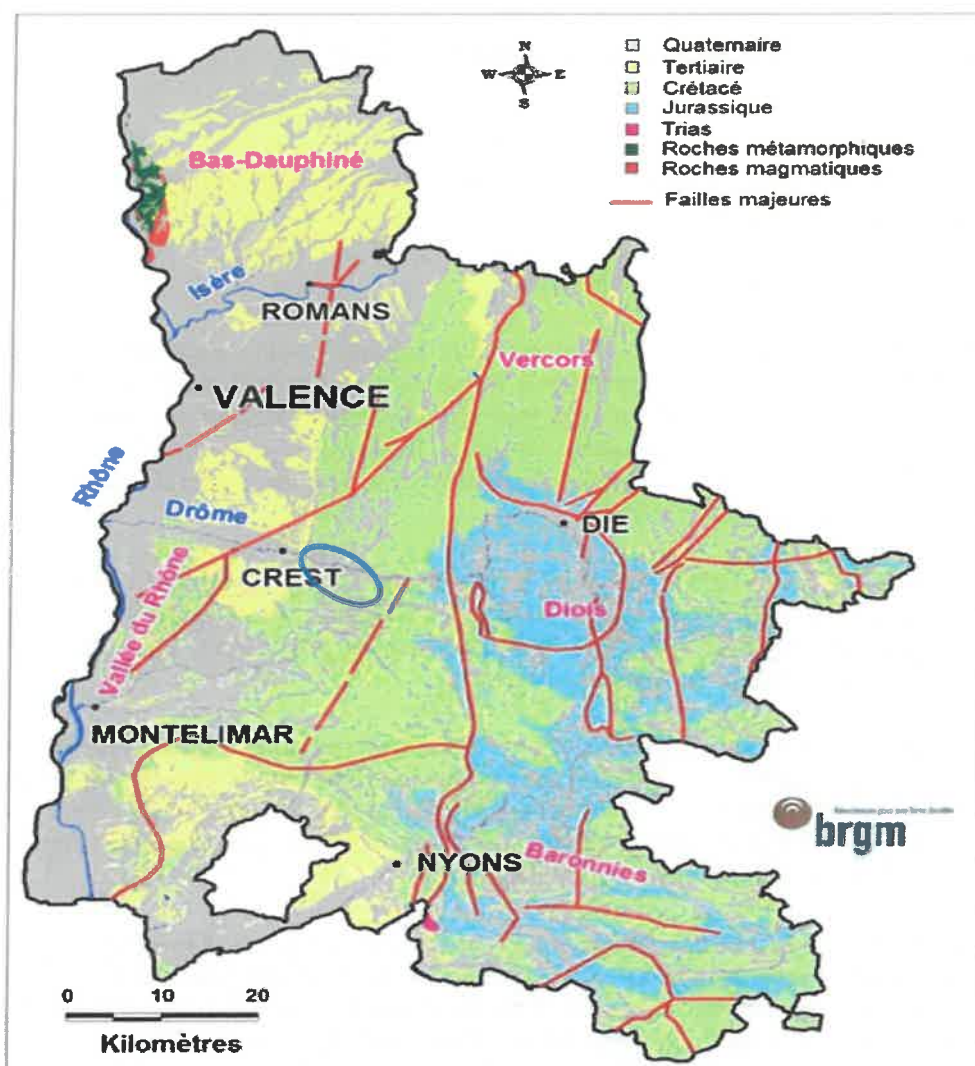 N
W E
S
Quaternaire
Tertiaire
Crétacé
Jurassique
Trias
Roches métamorphiques
Roches magmatiques
Failles majeures
Bas-Dauphiné
Isère
ROMANS
Vercors
VALENCE
Rhône
Drôme
DIE
CREST
Diois
Vallée du Rhône
MONTELIMAR
brgm
NYONS
Baronnies
0 10 20
Kilomètres